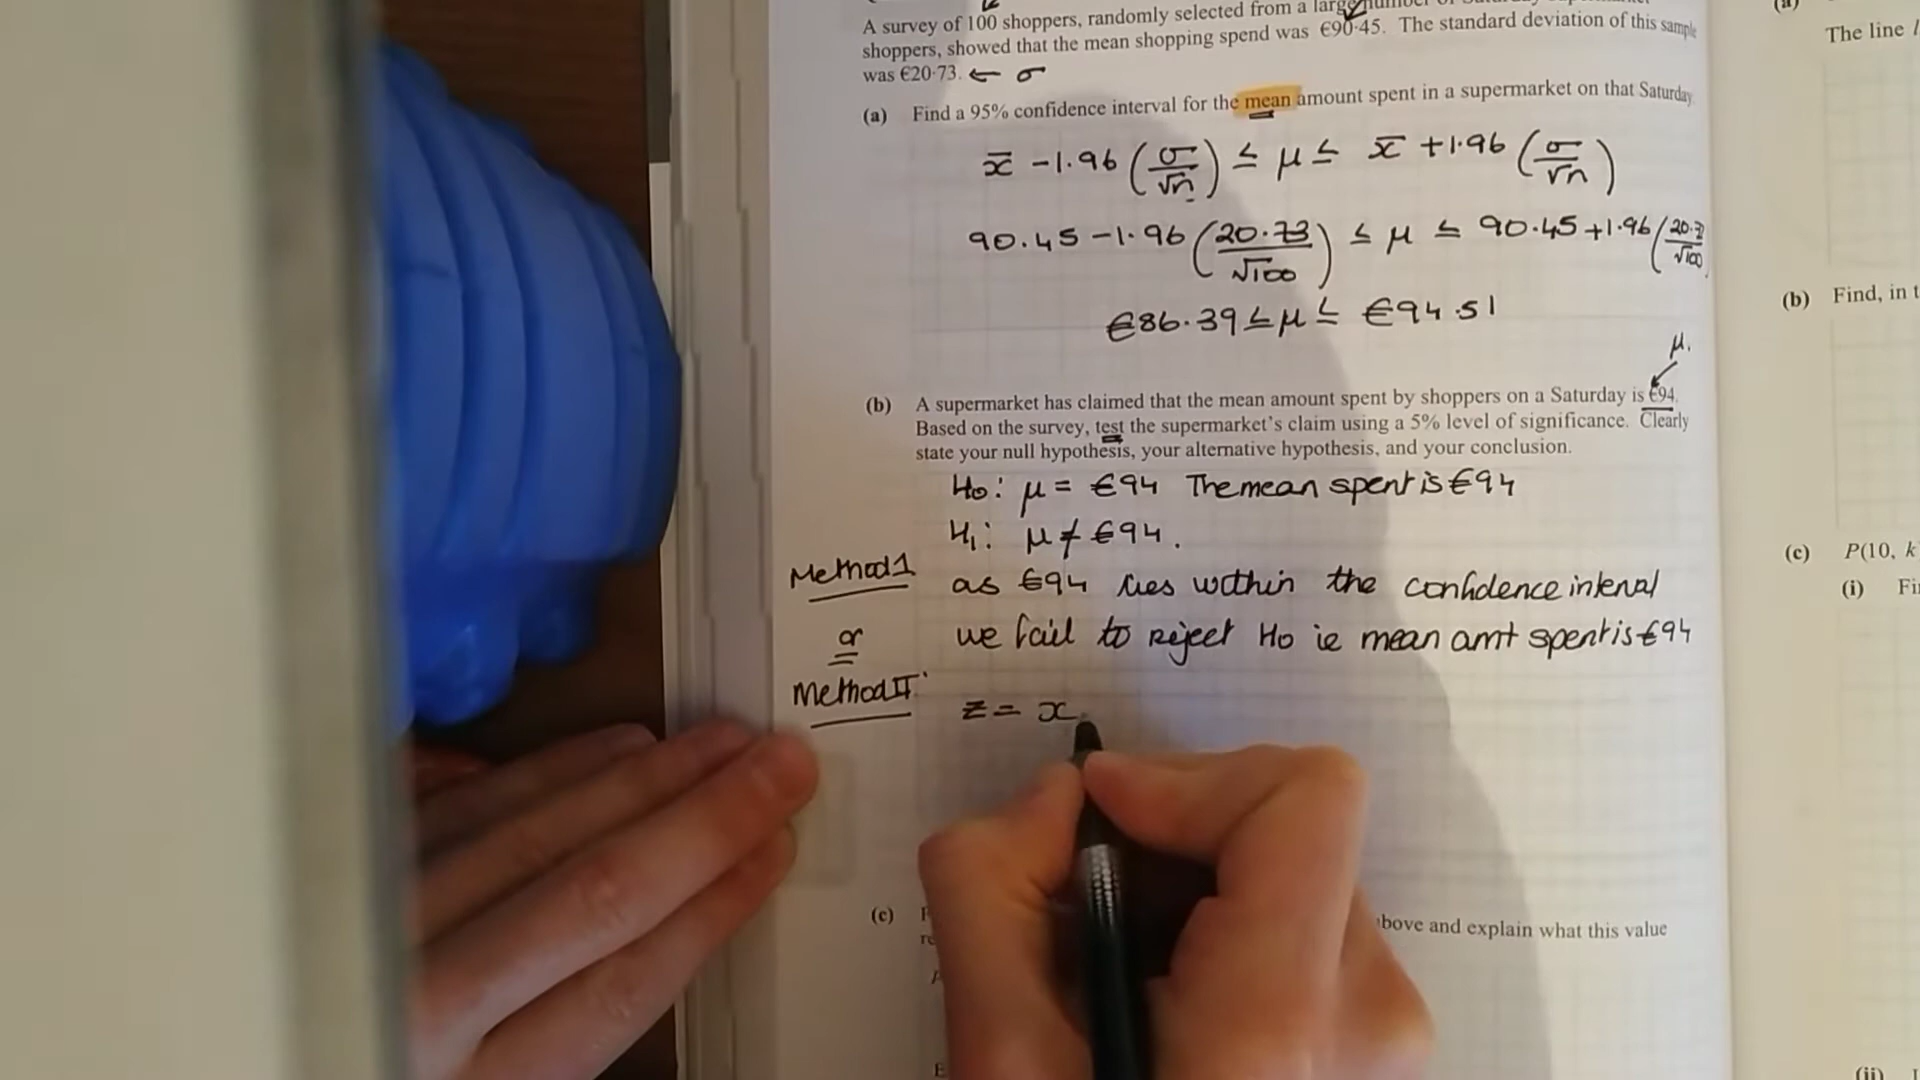 A survey of 100 shoppers, randomly selected from a large number of
shoppers, showed that the mean shopping spend was €90·45. The standard deviation of this sample
was €20·73. ← σ
(a) Find a 95% confidence interval for the mean amount spent in a supermarket on that Saturday
x̄ - 1.96 (σ/√n) ≤ μ ≤ x̄ + 1.96 (σ/√n)
90.45 - 1.96 (20.73/√100) ≤ μ ≤ 90.45 + 1.96 (20.7/√100
€86.39 ≤ μ ≤ €94.51
μ.
(b) A supermarket has claimed that the mean amount spent by shoppers on a Saturday is €94.
Based on the survey, test the supermarket's claim using a 5% level of significance. Clearly
state your null hypothesis, your alternative hypothesis, and your conclusion.
H₀: μ = €94 The mean spent is €94
H₁: μ ≠ €94.
Method 1
as €94 lies within the confidence interval
or
we fail to reject H₀ ie mean amt spent is €94
Method II
z = x
(c)
bove and explain what this value
The line l
(b) Find, in t
(c) P(10, k
(i) Fi
(ii)